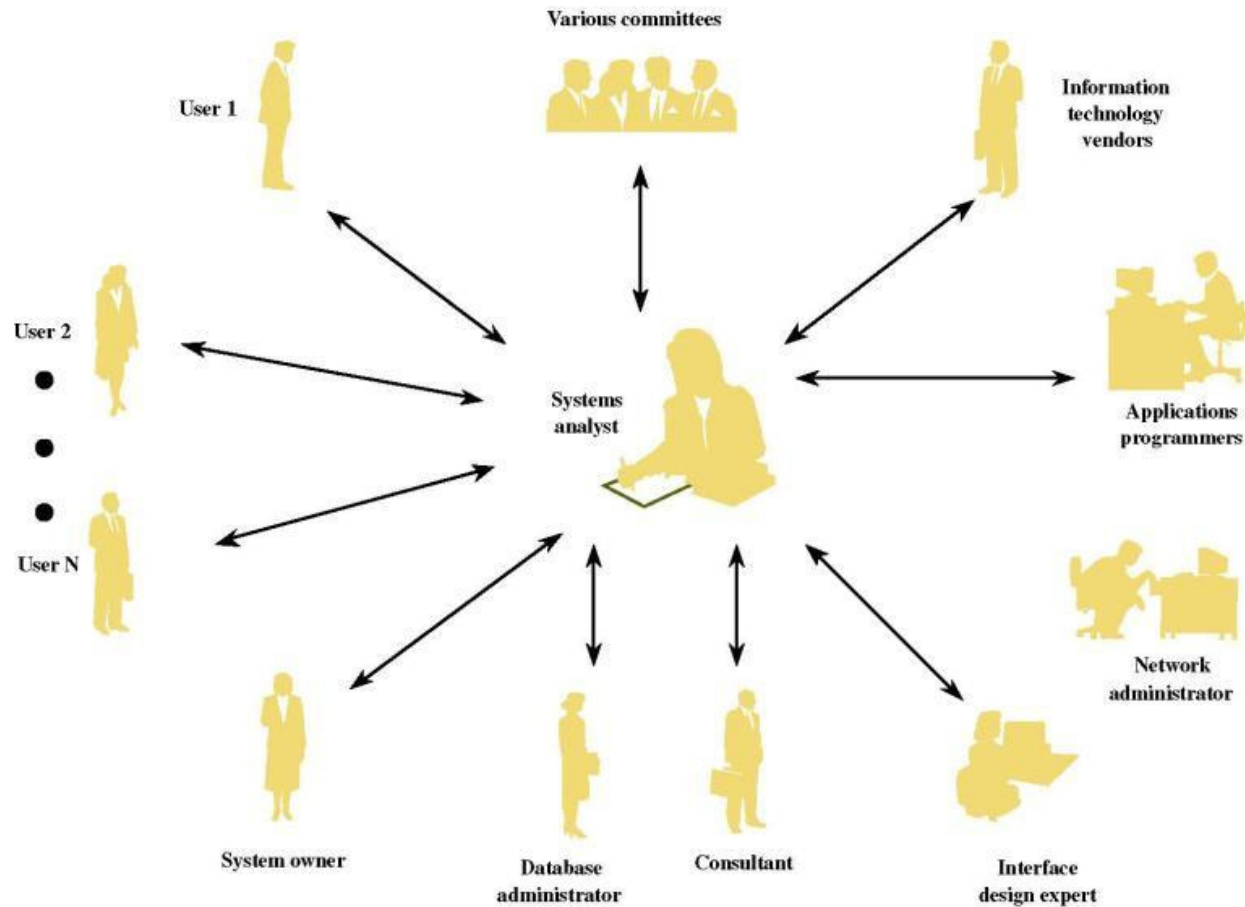 Various committees
User 1
Information
technology
vendors
User 2
Systems
analyst
Applications
programmers
User N
Network
administrator
System owner
Database
administrator
Consultant
Interface
design expert